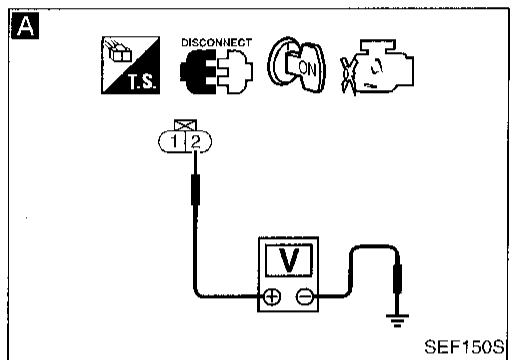 A
DISCONNECT
T.S.
ON
1 2
V
⊕ ⊖
SEF150S